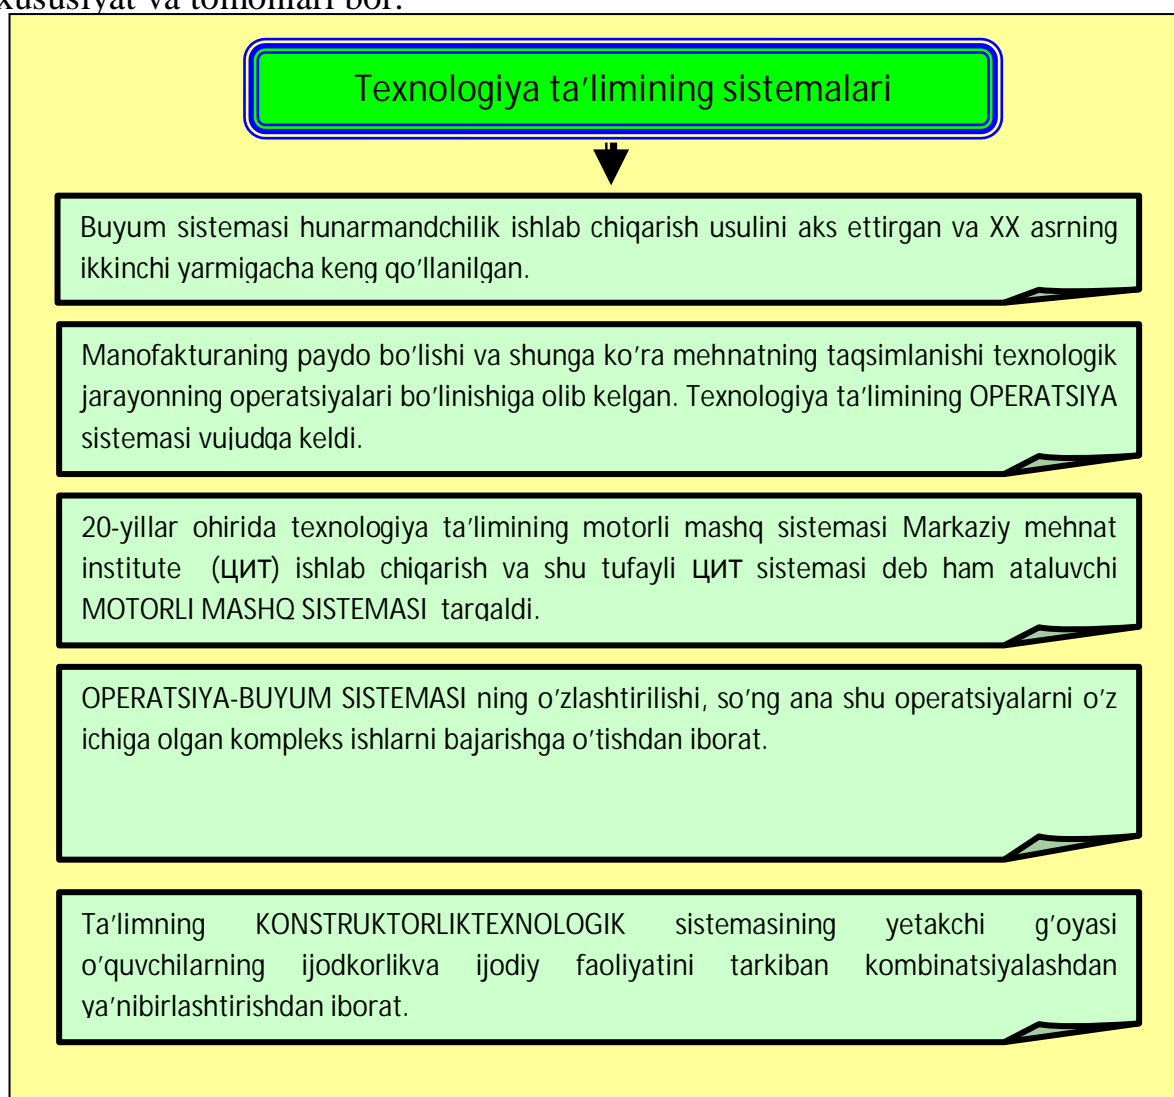 xususiyat va tomonlari bor.
Texnologiya ta’limining sistemalari
Buyum sistemasi hunarmandchilik ishlab chiqarish usulini aks ettirgan va XX asrning
ikkinchi yarmigacha keng qo’llanilgan.
Manofakturaning paydo bo’lishi va shunga ko’ra mehnatning taqsimlanishi texnologik
jarayonning operatsiyalari bo’linishiga olib kelgan. Texnologiya ta’limining OPERATSIYA
sistemasi vujudga keldi.
20-yillar ohirida texnologiya ta’limining motorli mashq sistemasi Markaziy mehnat
institute (ЦИТ) ishlab chiqarish va shu tufayli ЦИТ sistemasi deb ham ataluvchi
MOTORLI MASHQ SISTEMASI tarqaldi.
OPERATSIYA-BUYUM SISTEMASI ning o’zlashtirilishi, so’ng ana shu operatsiyalarni o’z
ichiga olgan kompleks ishlarni bajarishga o’tishdan iborat.
Ta’limning KONSTRUKTORLIKTEXNOLOGIK sistemasining yetakchi g’oyasi
o’quvchilarning ijodkorlikva ijodiy faoliyatini tarkiban kombinatsiyalashdan
ya’nibirlashtirishdan iborat.